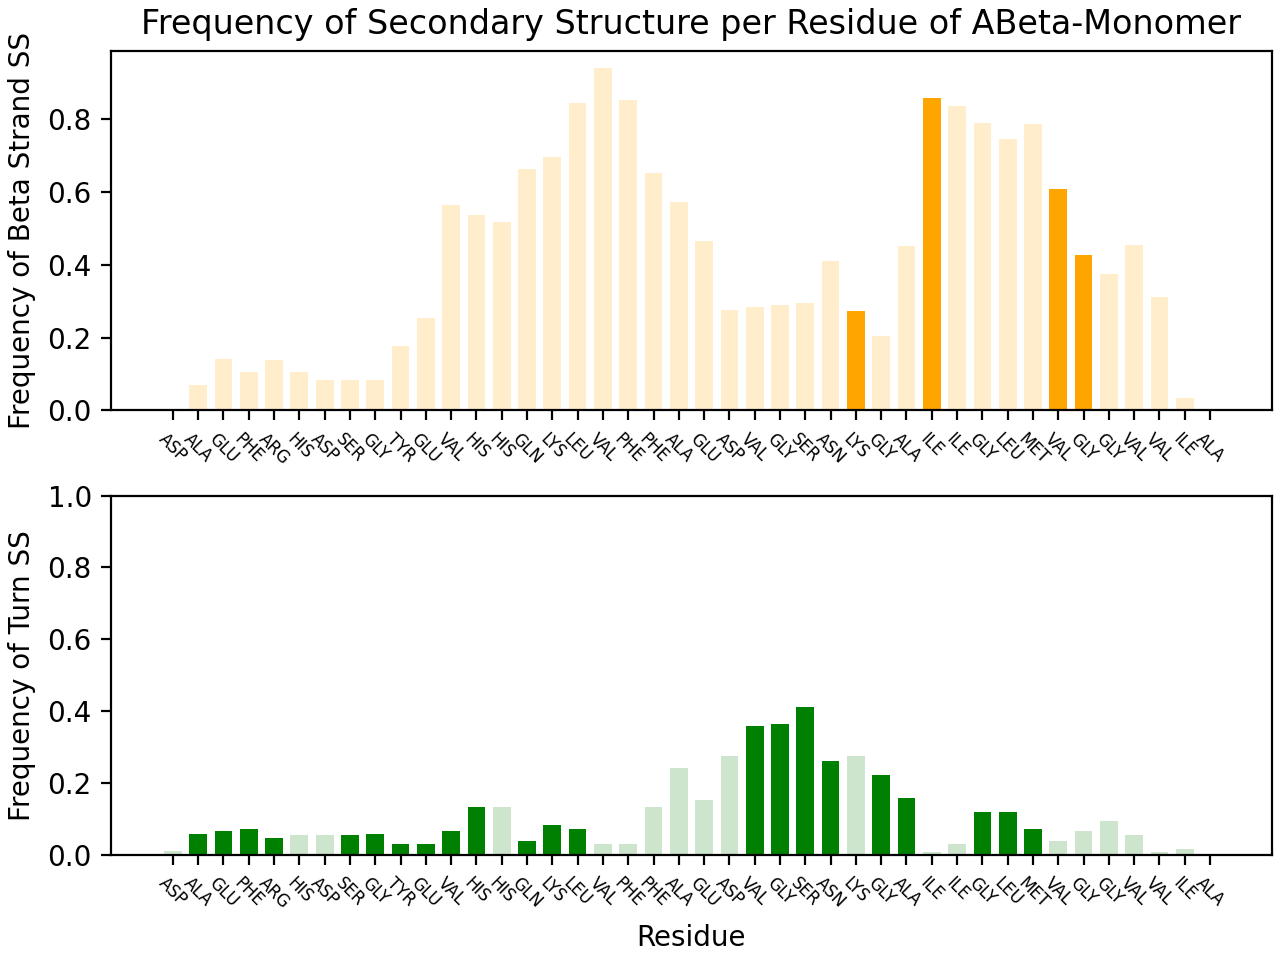 Frequency of Secondary Structure per Residue of ABeta-Monomer
Frequency of Beta Strand SS
0.8
0.6
0.4
0.2
0.0
ASP ALA GLU PHE ARG HIS ASP SER GLY TYR GLU VAL HIS HIS GLN LYS LEU VAL PHE PHE ALA GLU ASP VAL GLY SER ASN LYS GLY ALA ILE ILE GLY LEU MET VAL GLY GLY VAL VAL ILE ALA
Frequency of Turn SS
1.0
0.8
0.6
0.4
0.2
0.0
ASP ALA GLU PHE ARG HIS ASP SER GLY TYR GLU VAL HIS HIS GLN LYS LEU VAL PHE PHE ALA GLU ASP VAL GLY SER ASN LYS GLY ALA ILE ILE GLY LEU MET VAL GLY GLY VAL VAL ILE ALA
Residue